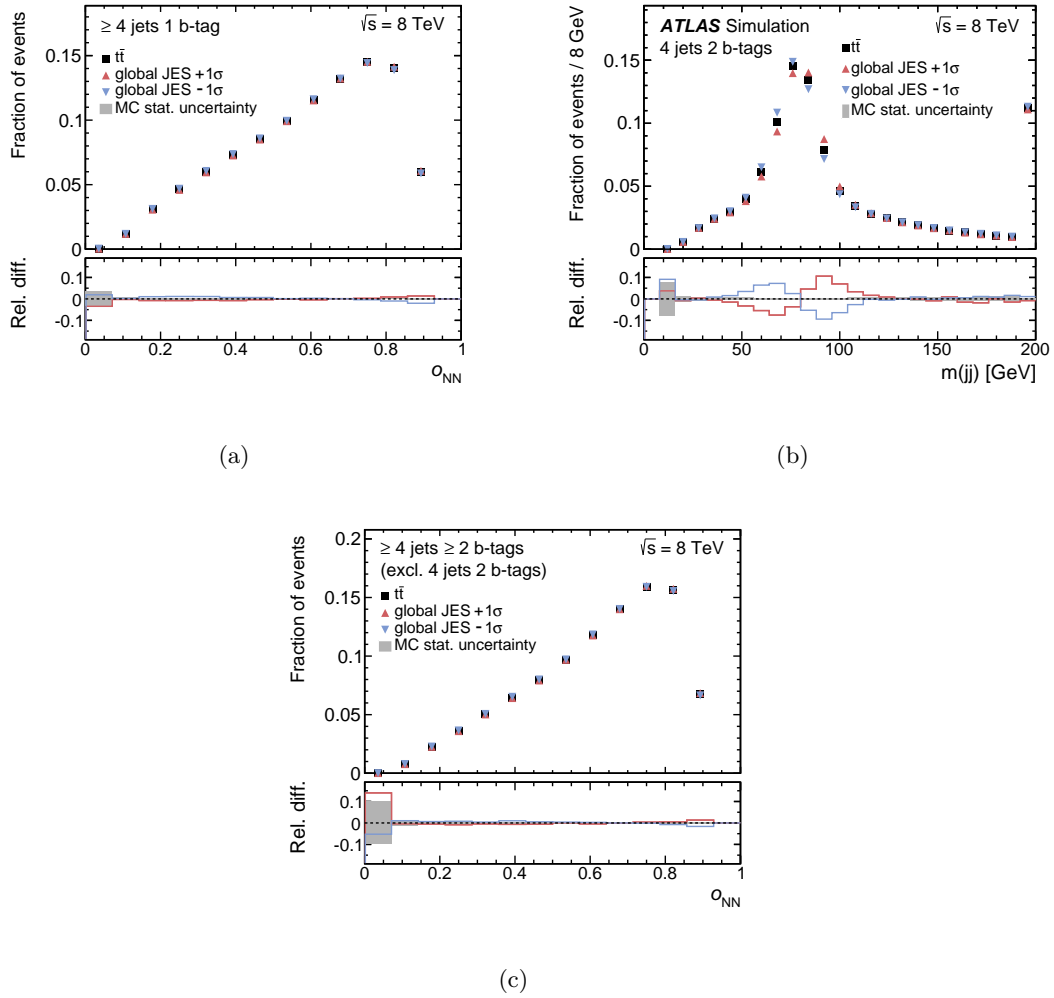 ≥ 4 jets 1 b-tag
√s = 8 TeV
tt̄
global JES +1σ
global JES −1σ
MC stat. uncertainty
Fraction of events
0.15
0.1
0.05
0
Rel. diff.
0.1
0
-0.1
0 0.2 0.4 0.6 0.8 1
o_NN
(a)
ATLAS Simulation
√s = 8 TeV
4 jets 2 b-tags
tt̄
global JES +1σ
global JES −1σ
MC stat. uncertainty
Fraction of events / 8 GeV
0.15
0.1
0.05
0
Rel. diff.
0.1
0
-0.1
0 50 100 150 200
m(jj) [GeV]
(b)
≥ 4 jets ≥ 2 b-tags
√s = 8 TeV
(excl. 4 jets 2 b-tags)
tt̄
global JES +1σ
global JES −1σ
MC stat. uncertainty
Fraction of events
0.2
0.15
0.1
0.05
0
Rel. diff.
0.1
0
-0.1
0 0.2 0.4 0.6 0.8 1
o_NN
(c)